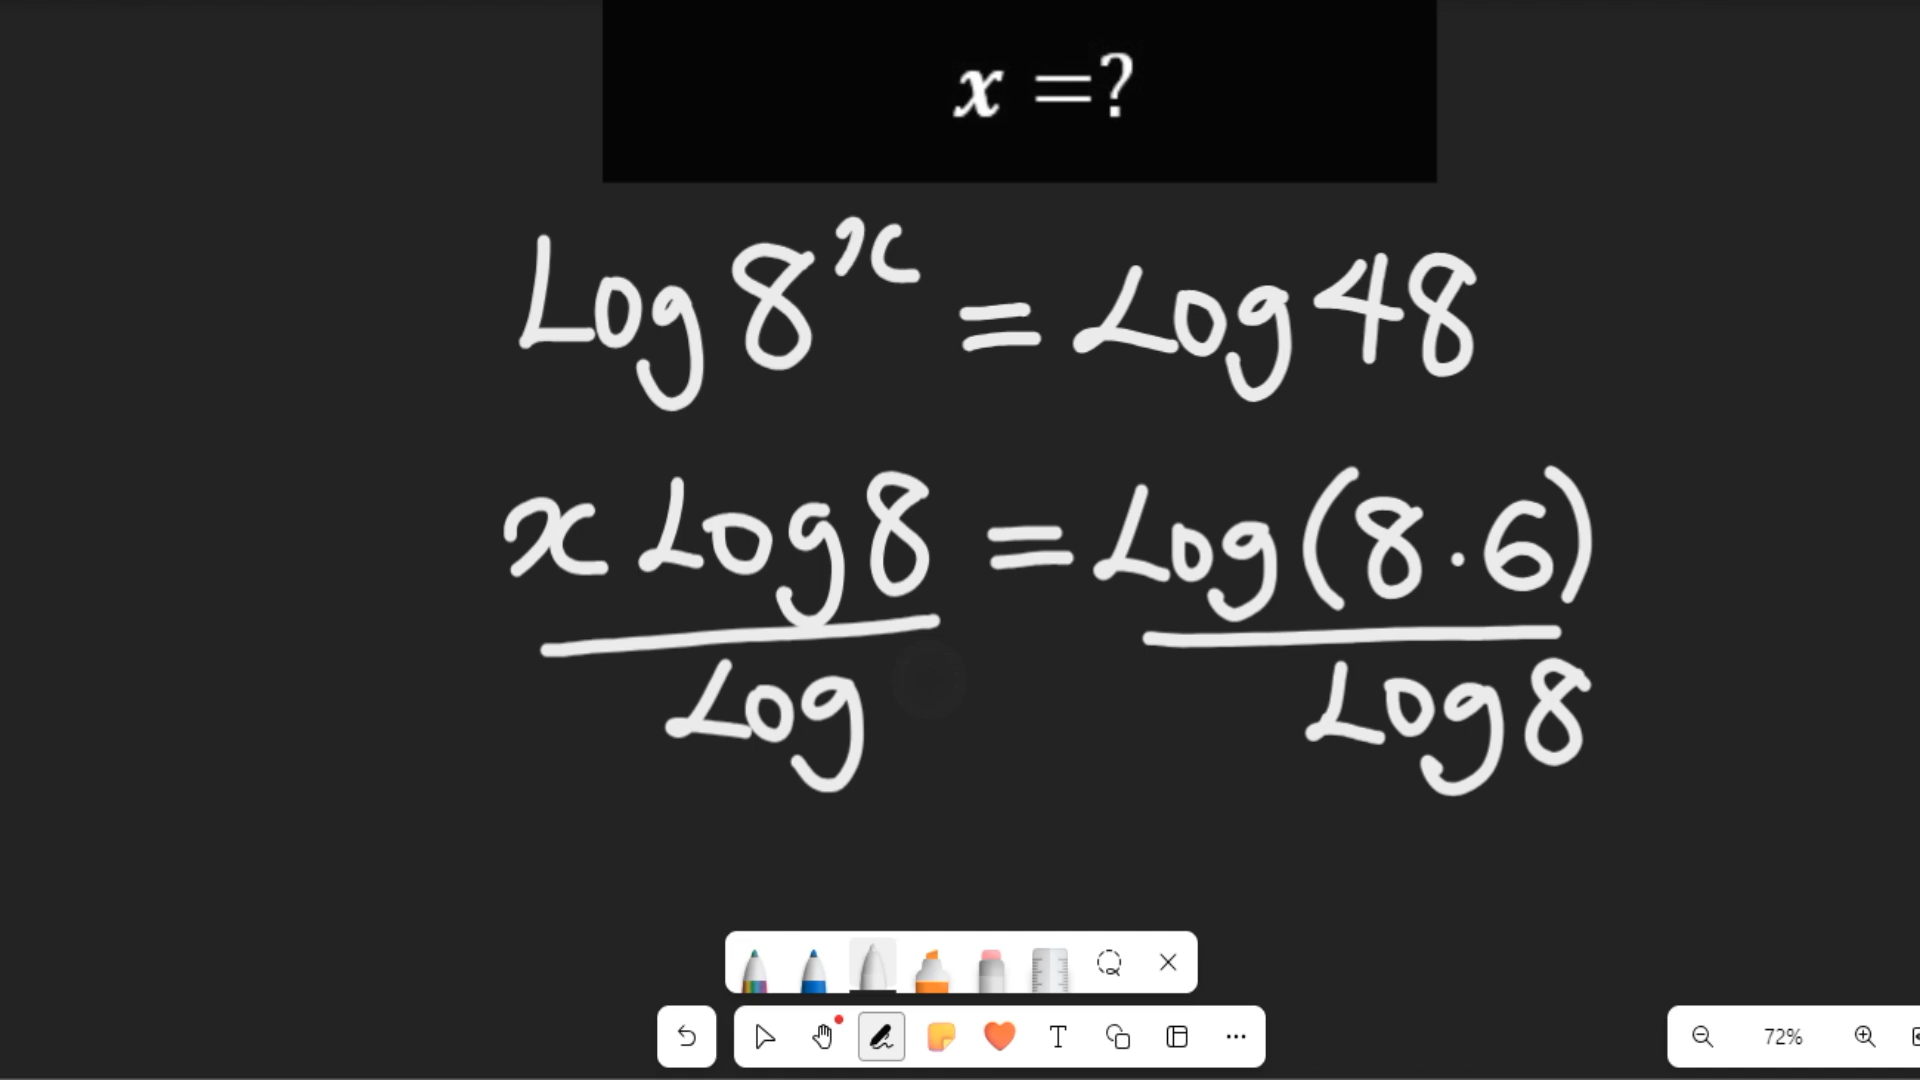 x =?
Log 8^x = Log 48
x Log 8 = Log (8 . 6)
Log Log 8
72%